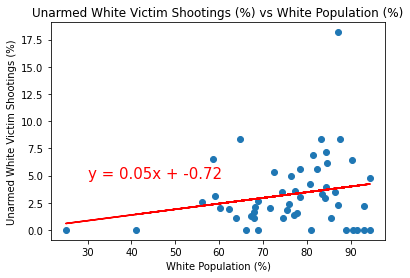 Unarmed White Victim Shootings (%) vs White Population (%)
Unarmed White Victim Shootings (%)
17.5
15.0
12.5
10.0
7.5
5.0
2.5
0.0
y = 0.05x + -0.72
30 40 50 60 70 80 90
White Population (%)